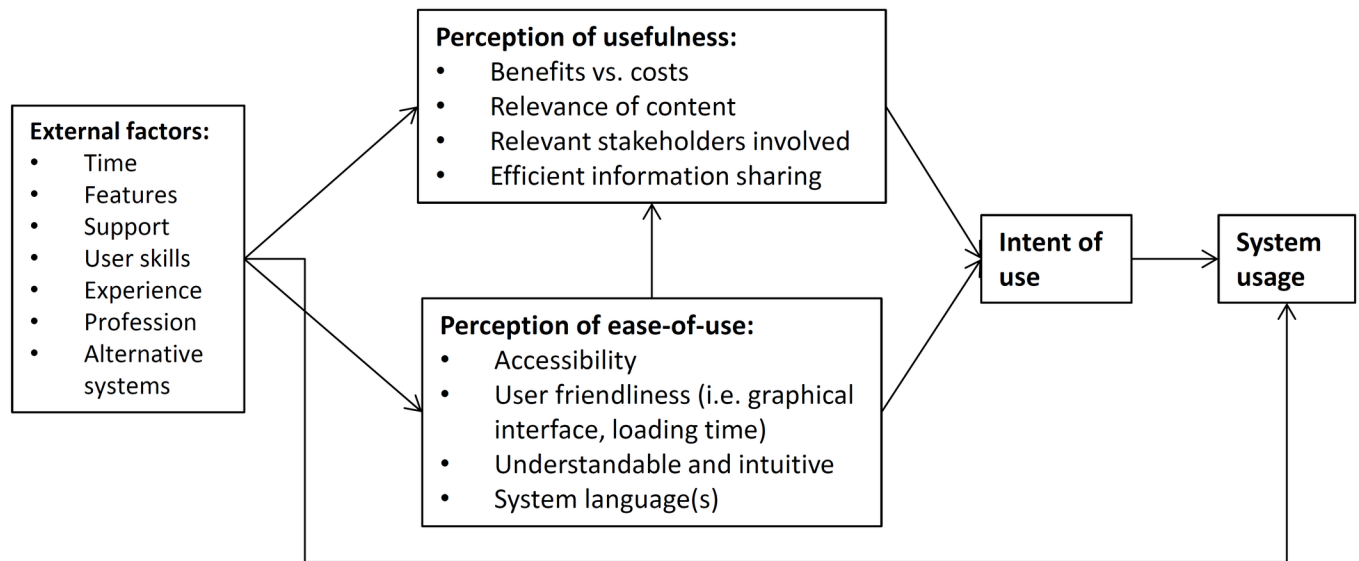 External factors:
• Time
• Features
• Support
• User skills
• Experience
• Profession
• Alternative
systems
Perception of usefulness:
• Benefits vs. costs
• Relevance of content
• Relevant stakeholders involved
• Efficient information sharing
Perception of ease-of-use:
• Accessibility
• User friendliness (i.e. graphical
interface, loading time)
• Understandable and intuitive
• System language(s)
Intent of
use
System
usage